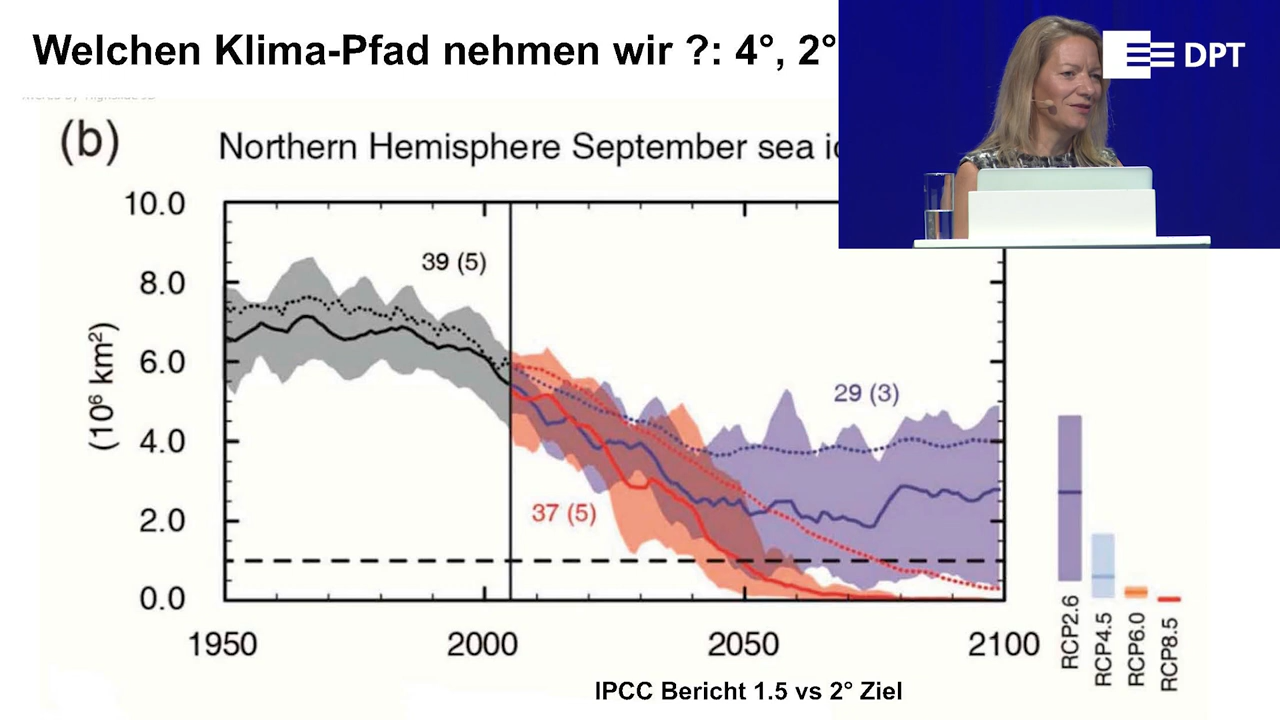 Welchen Klima-Pfad nehmen wir ?: 4°, 2°
DPT
(b)
Northern Hemisphere September sea
10.0
8.0
6.0
4.0
2.0
0.0
(10⁶ km²)
39 (5)
29 (3)
37 (5)
1950
2000
2050
2100
RCP2.6
RCP4.5
RCP6.0
RCP8.5
IPCC Bericht 1.5 vs 2° Ziel